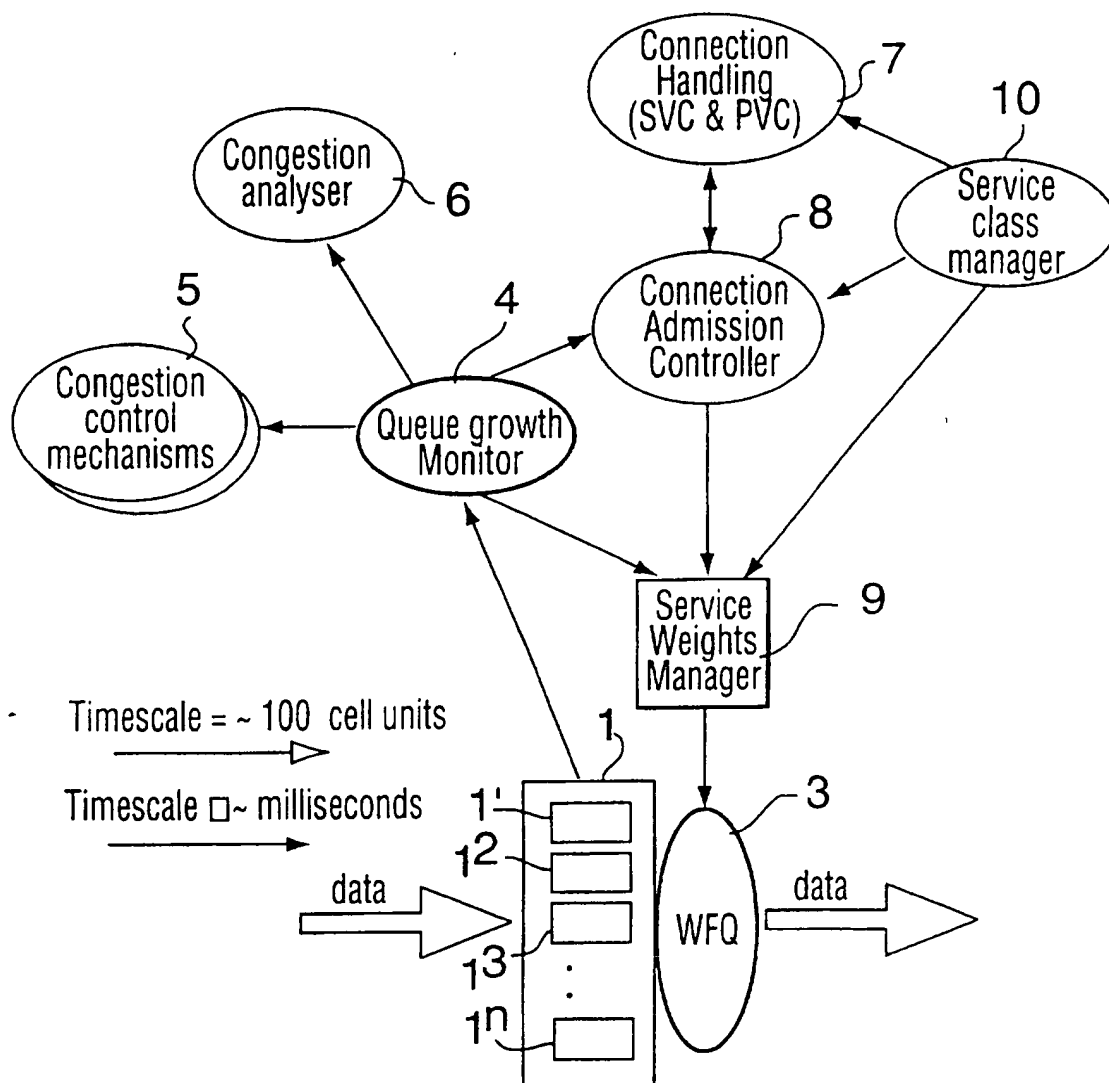 Connection
Handling
(SVC & PVC)
7
10
Congestion
analyser
6
Service
class
manager
8
Connection
Admission
Controller
5
Congestion
control
mechanisms
4
Queue growth
Monitor
Service
Weights
Manager
9
Timescale = ~ 100 cell units
Timescale □~ milliseconds
1
1'
1²
1³
1ⁿ
3
data
WFQ
data